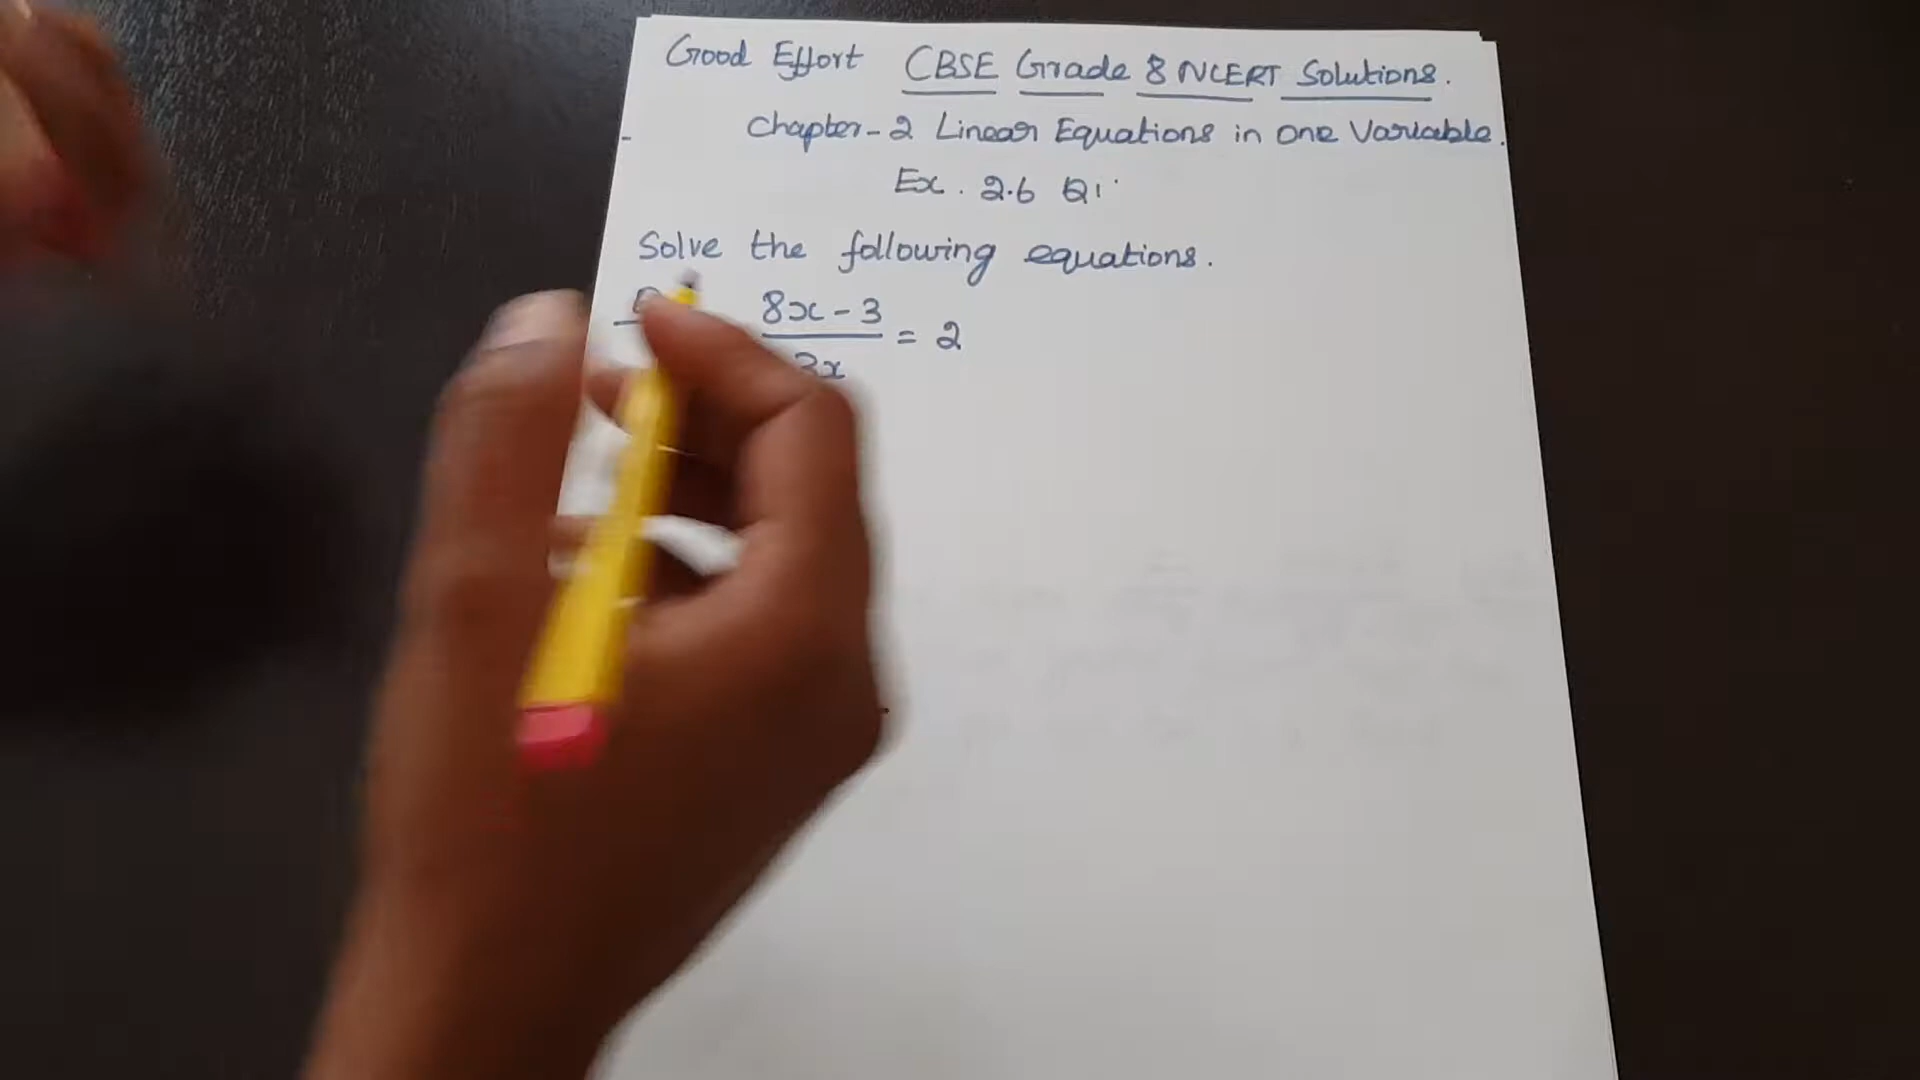 Good Effort CBSE Grade 8 NCERT Solutions.
Chapter-2 Linear Equations in One Variable.
Ex. 2.6 Q1.
Solve the following equations.
8x - 3
= 2
3x